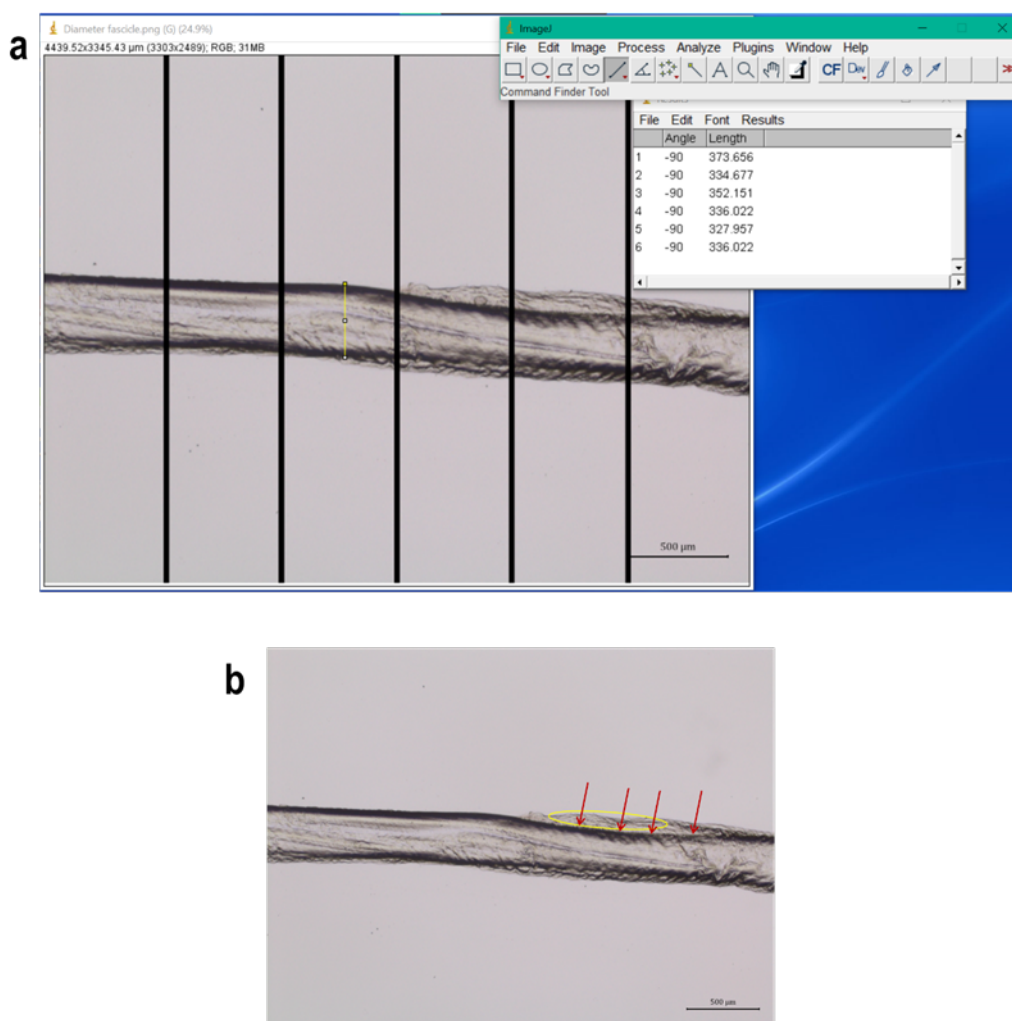 a
Diameter fascicle.png (G) (24.9%)
4439.52x3345.43 µm (3303x2489); RGB; 31MB
ImageJ
File Edit Image Process Analyze Plugins Window Help
CF Dev
Command Finder Tool
Results
File Edit Font Results
Angle Length
1 -90 373.656
2 -90 334.677
3 -90 352.151
4 -90 336.022
5 -90 327.957
6 -90 336.022
500 µm
b
500 µm